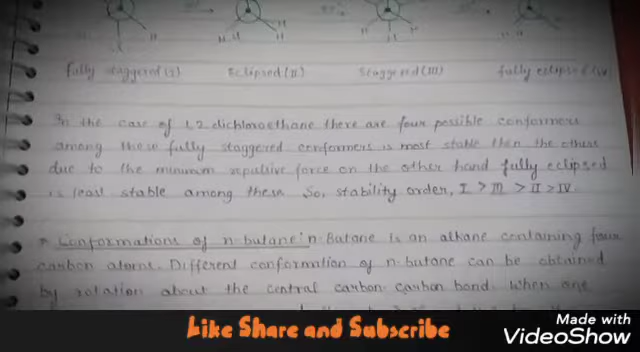 fully staggered (I) Eclipsed (II) Staggered (III) fully eclipsed (IV)
In the case of 1,2 dichloroethane there are four possible conformers
among these fully staggered conformers is most stable then the others
due to the minimum repulsive force on the other hand fully eclipsed
is least stable among them. So, stability order, I > III > II > IV.
* Conformations of n-butane: n-Butane is an alkane containing four
carbon atoms. Different conformation of n-butane can be obtained
by rotation about the central carbon-carbon bond. When one
Like Share and Subscribe
Made with
VideoShow